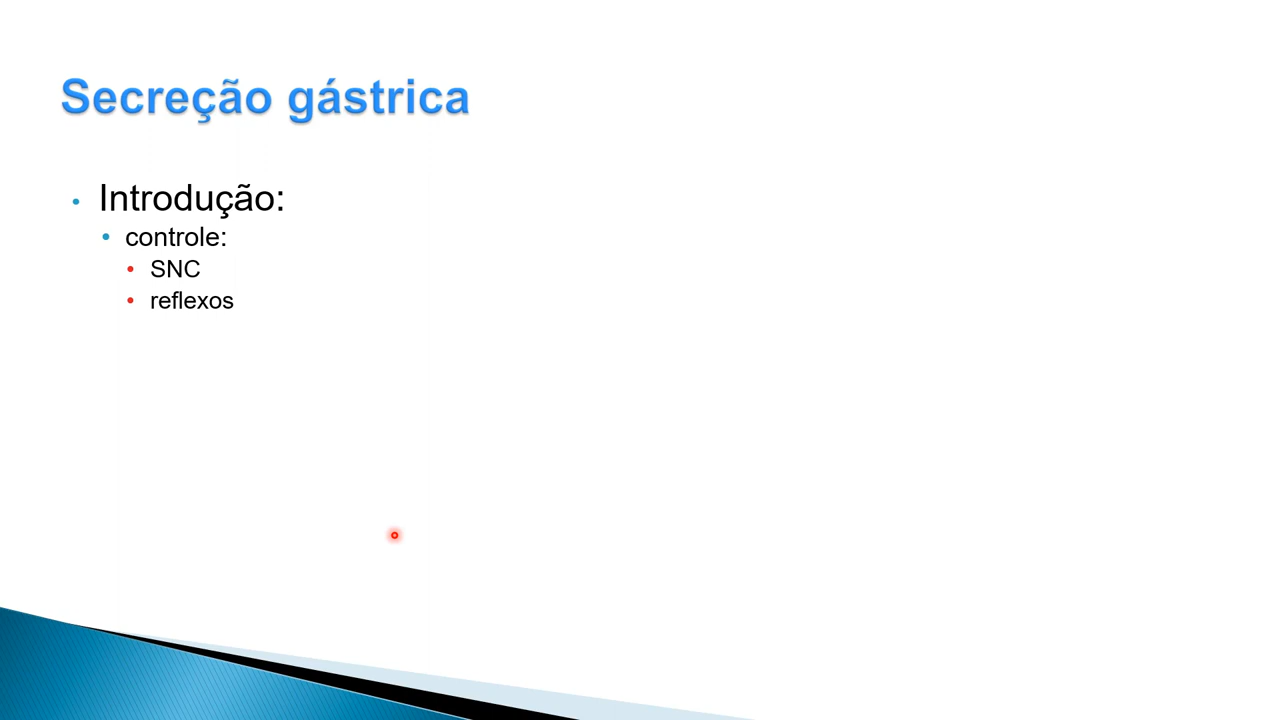 Secreção gástrica
• Introdução:
• controle:
• SNC
• reflexos